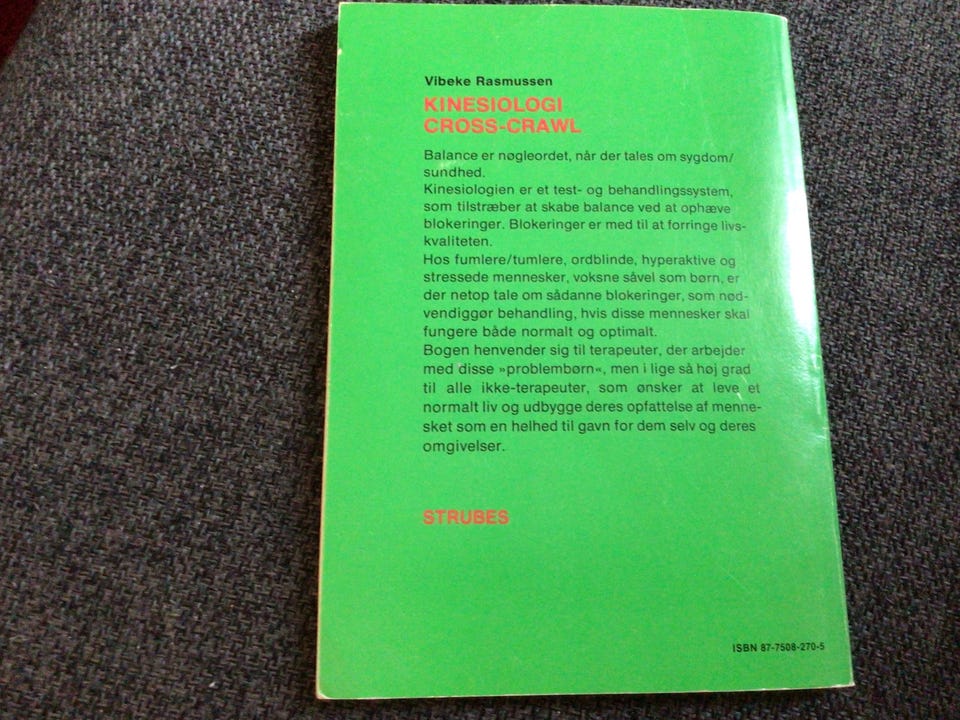 Vibeke Rasmussen
KINESIOLOGI
CROSS-CRAWL
Balance er nøgleordet, når der tales om sygdom/
sundhed.
Kinesiologien er et test- og behandlingssystem,
som tilstræber at skabe balance ved at ophæve
blokeringer. Blokeringer er med til at forringe livs-
kvaliteten.
Hos fumlere/tumlere, ordblinde, hyperaktive og
stressede mennesker, voksne såvel som børn, er
der netop tale om sådanne blokeringer, som nød-
vendiggør behandling, hvis disse mennesker skal
fungere både normalt og optimalt.
Bogen henvender sig til terapeuter, der arbejder
med disse »problembørn«, men i lige så høj grad
til alle ikke-terapeuter, som ønsker at leve et
normalt liv og udbygge deres opfattelse af menne-
sket som en helhed til gavn for dem selv og deres
omgivelser.
STRUBES
ISBN 87-7508-270-5